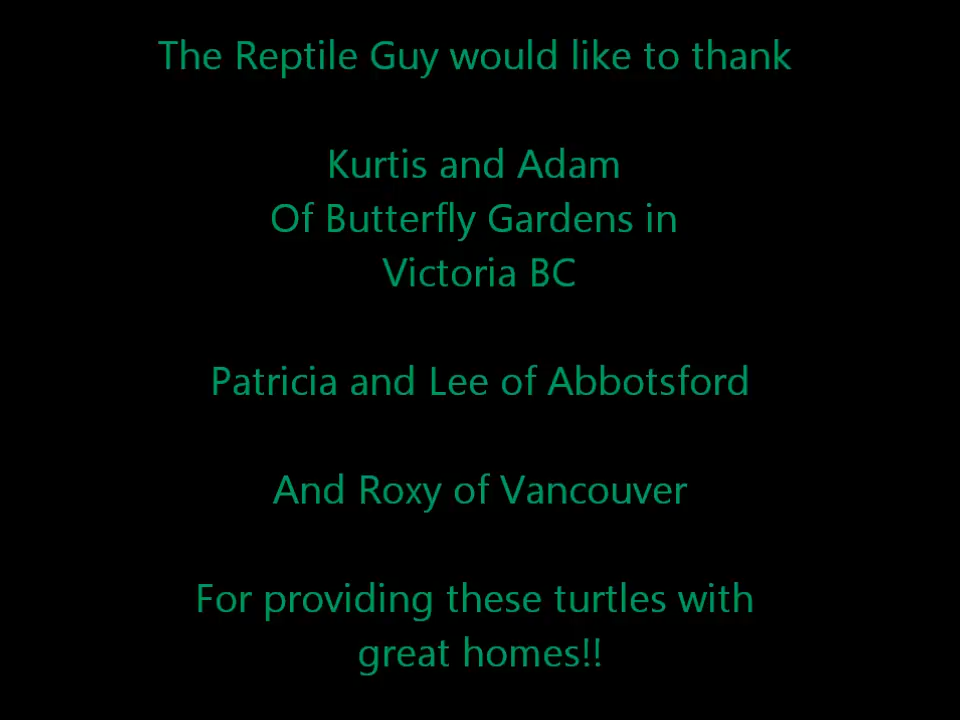 The Reptile Guy would like to thank
Kurtis and Adam
Of Butterfly Gardens in
Victoria BC
Patricia and Lee of Abbotsford
And Roxy of Vancouver
For providing these turtles with
great homes!!